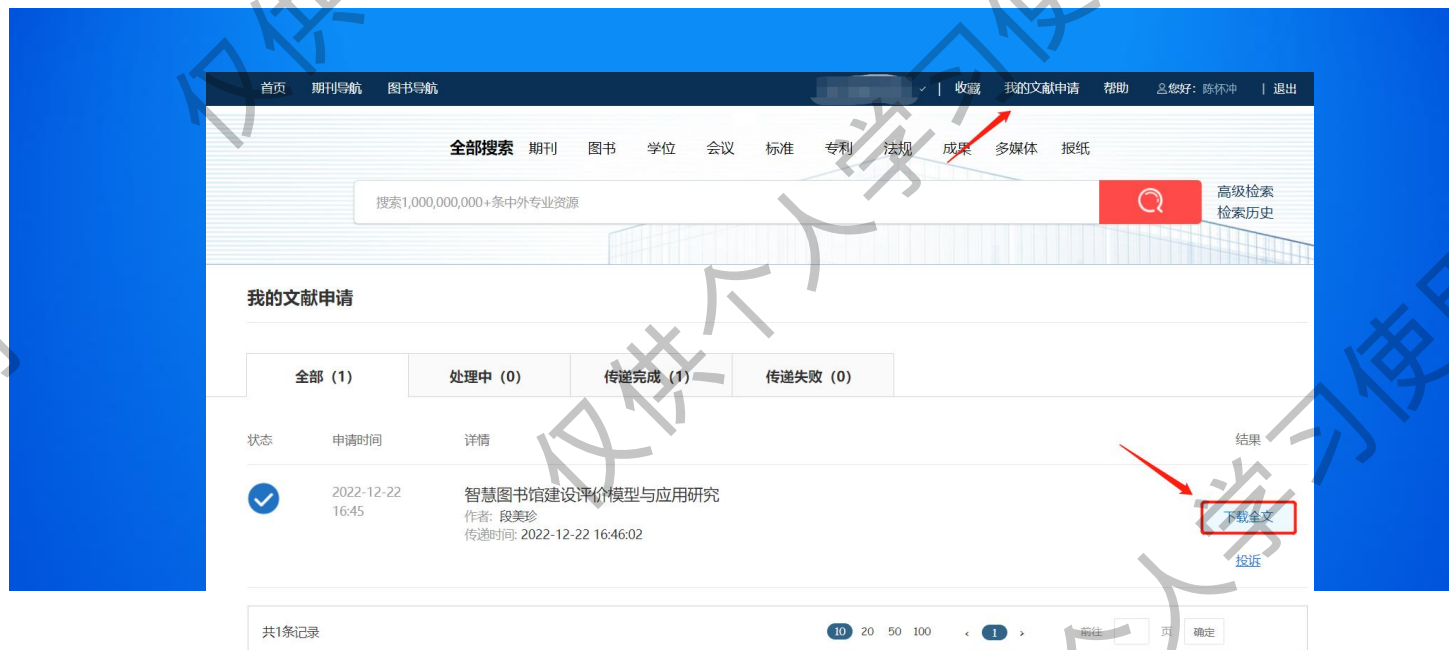 首页 期刊导航 图书导航 | 收藏 我的文献申请 帮助 您好：陈怀冲 | 退出
全部搜索 期刊 图书 学位 会议 标准 专利 法规 成果 多媒体 报纸
搜索1,000,000,000+条中外专业资源
高级检索
检索历史
我的文献申请
全部（1） 处理中（0） 传递完成（1） 传递失败（0）
状态 申请时间 详情 结果
2022-12-22
16:45
智慧图书馆建设评价模型与应用研究
作者: 段美珍
传递时间: 2022-12-22 16:46:02
下载全文
投诉
共1条记录 10 20 50 100 ‹ 1 › 前往 页 确定
仅供个人学习使用